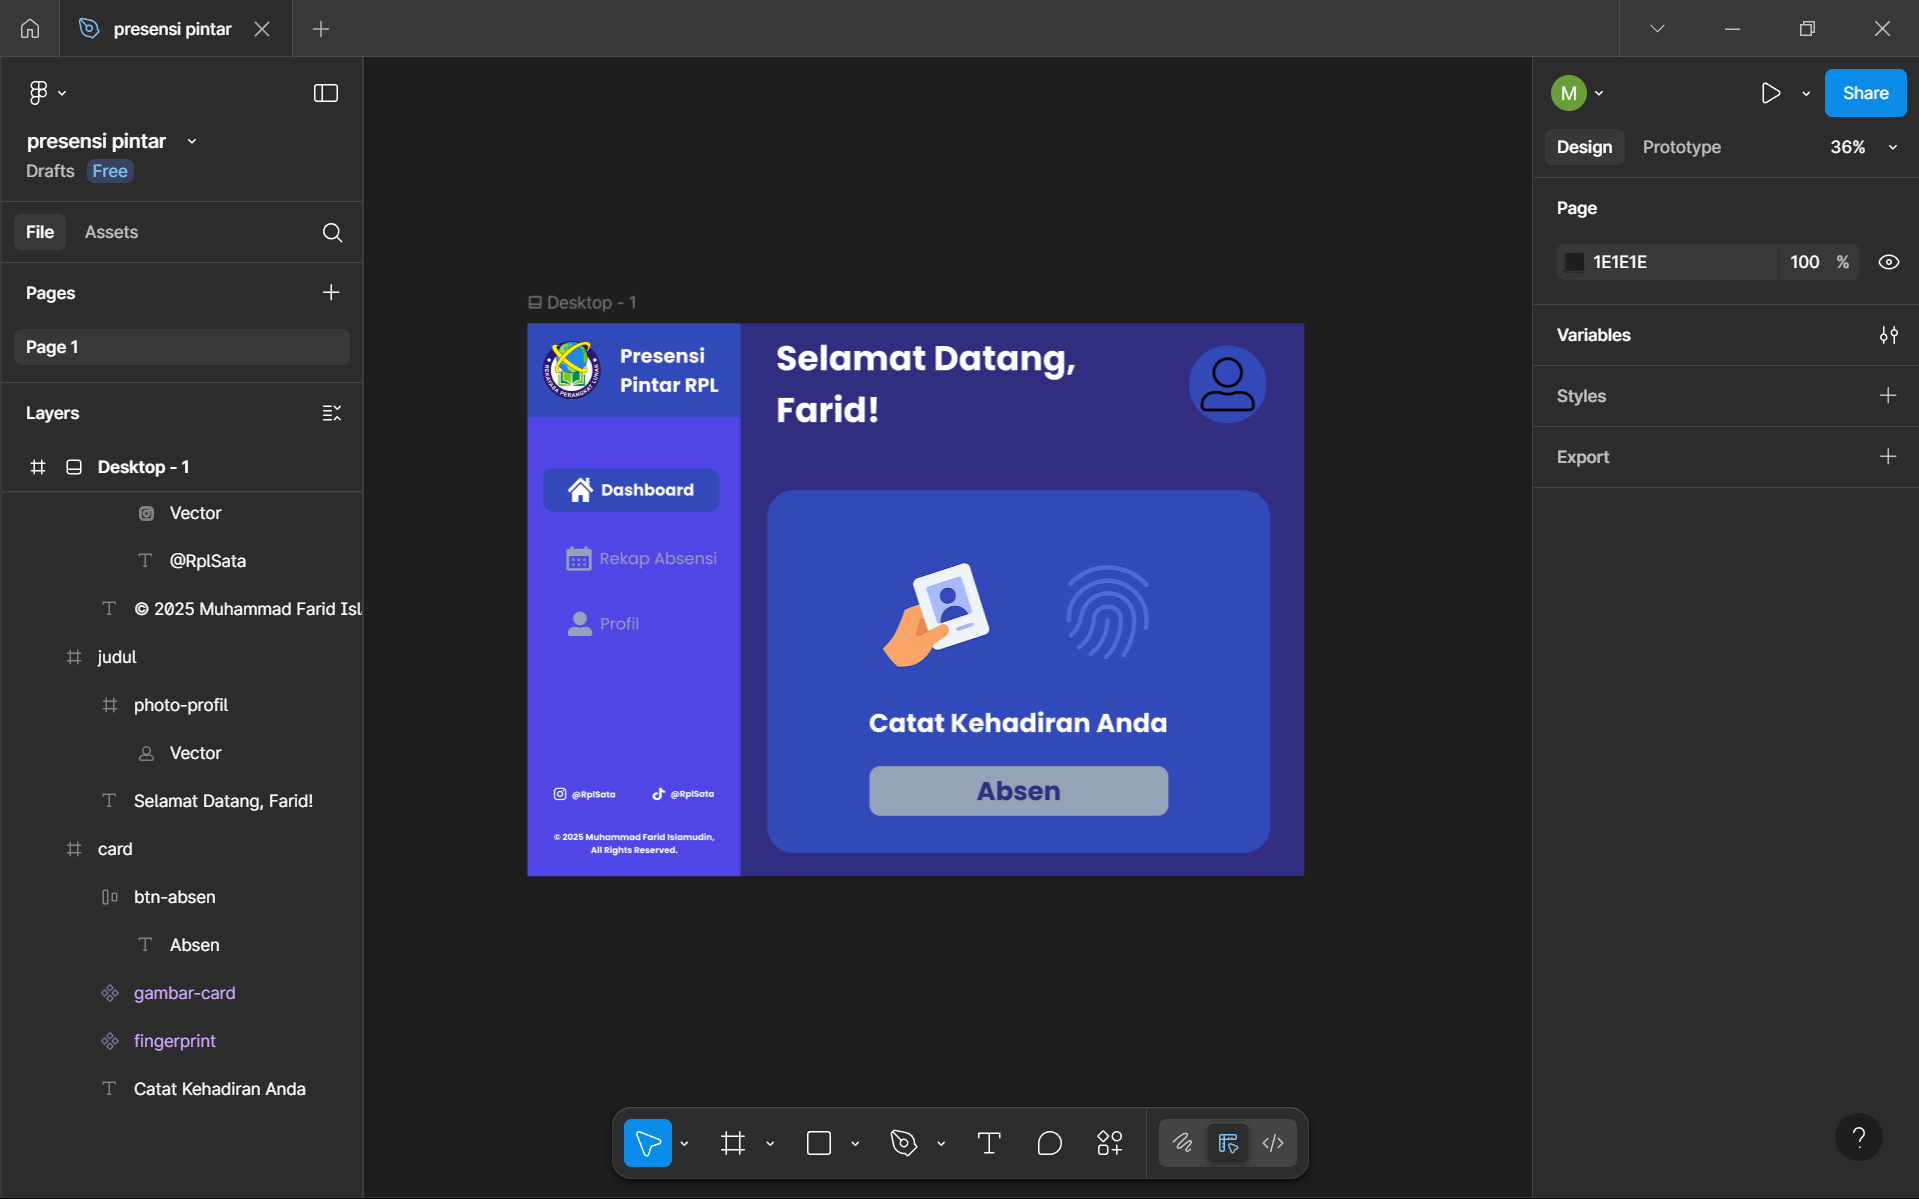 presensi pintar
presensi pintar
Drafts Free
File Assets
Pages
Page 1
Layers
Desktop - 1
Vector
@RplSata
© 2025 Muhammad Farid Isl
judul
photo-profil
Vector
Selamat Datang, Farid!
card
btn-absen
Absen
gambar-card
fingerprint
Catat Kehadiran Anda
Desktop - 1
REKAYASA PERANGKAT LUNAK
Presensi
Pintar RPL
Dashboard
Rekap Absensi
Profil
@RplSata @RplSata
© 2025 Muhammad Farid Islamudin,
All Rights Reserved.
Selamat Datang,
Farid!
Catat Kehadiran Anda
Absen
M
Share
Design Prototype 36%
Page
1E1E1E 100 %
Variables
Styles
Export
?